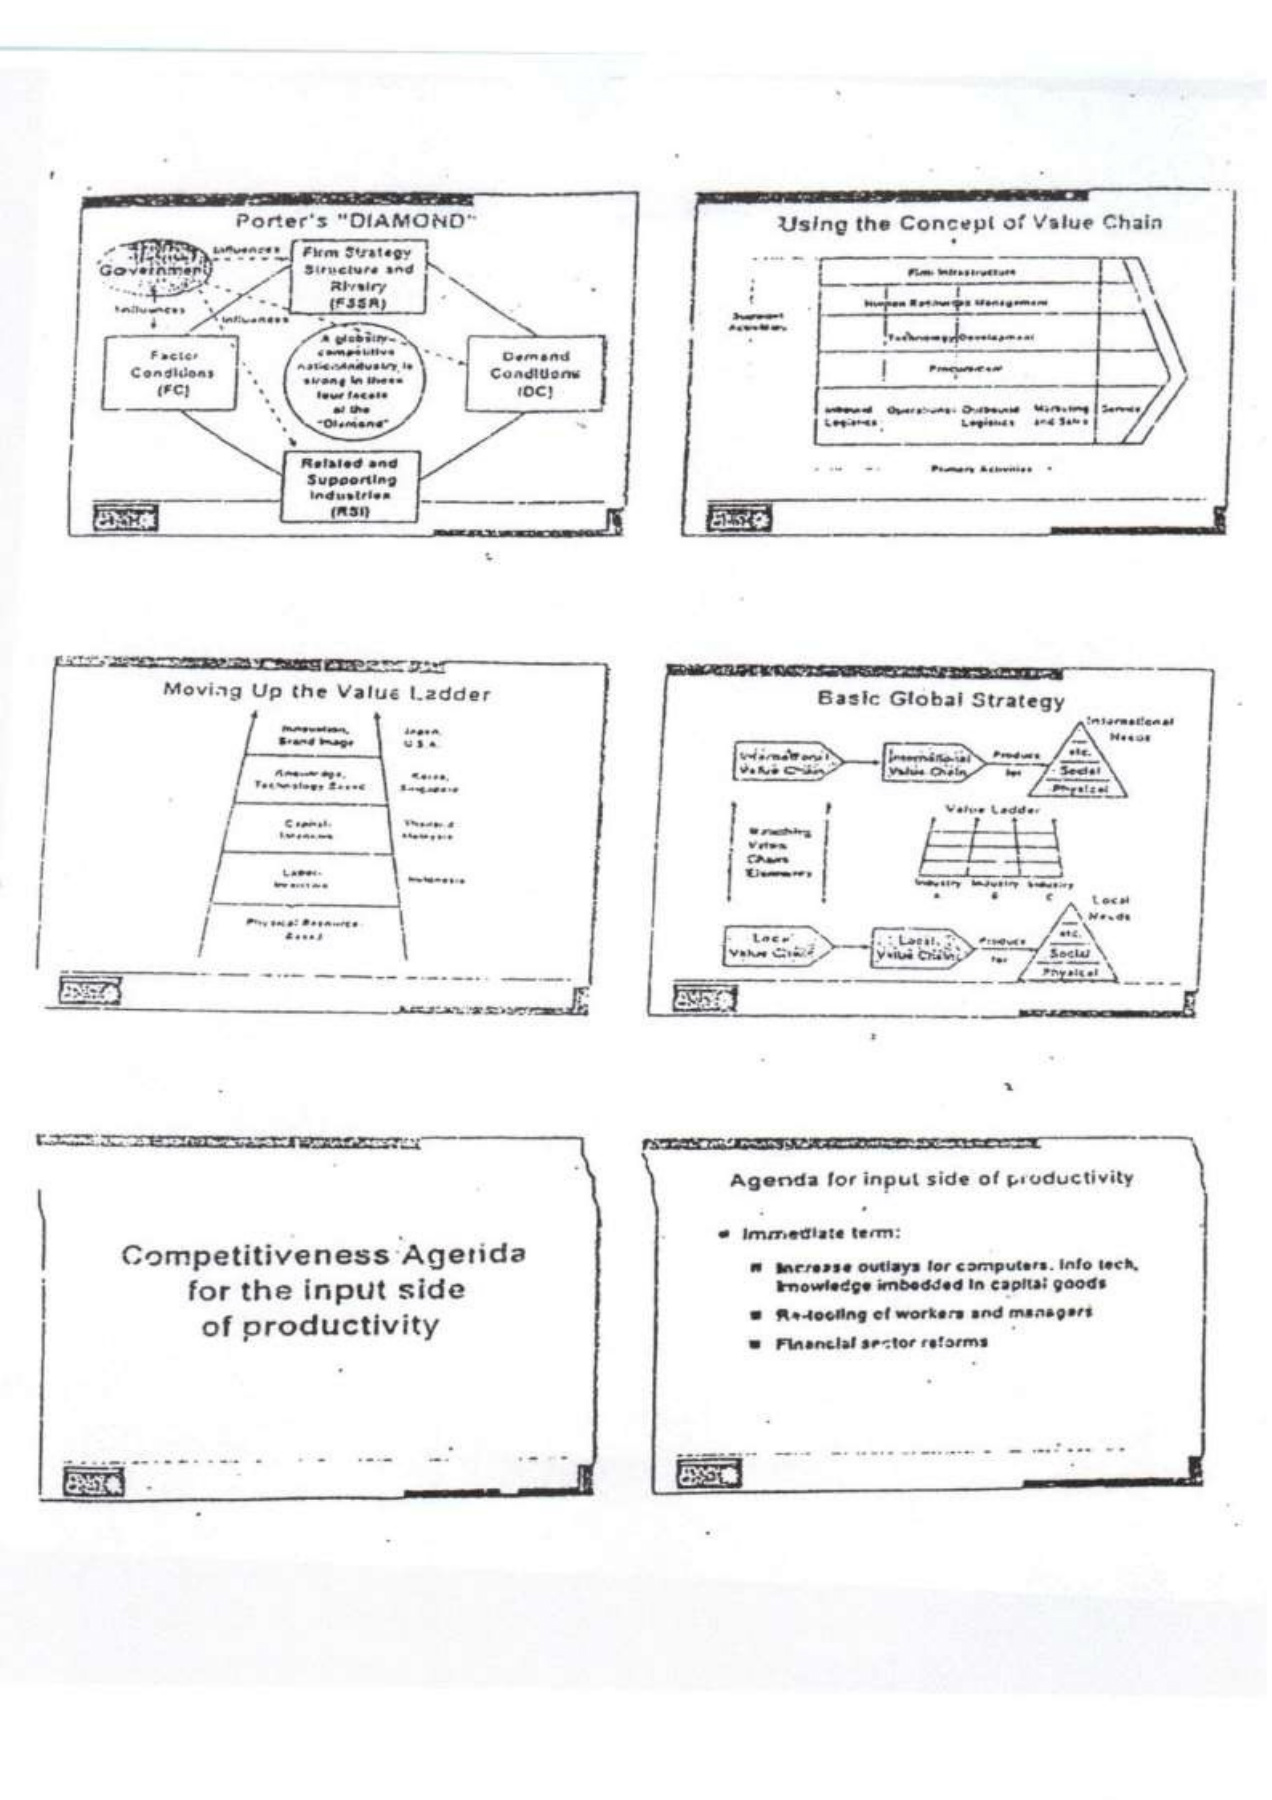 Porter's "DIAMOND"
Government
Influences
Firm Strategy
Structure and
Rivalry
(FSSR)
Influences
Influences
Factor
Conditions
(FC)
A globally-
competitive
nation/industry is
strong in these
four facets
of the
"Diamond"
Demand
Conditions
(DC)
Related and
Supporting
Industries
(RSI)
Using the Concept of Value Chain
Support
Activities
Firm Infrastructure
Human Resources Management
Technology Development
Procurement
Inbound
Logistics
Operations
Outbound
Logistics
Marketing
and Sales
Service
Primary Activities
Moving Up the Value Ladder
Innovation,
Brand Image
Japan,
U.S.A.
Knowledge,
Technology Based
Korea,
Singapore
Capital-
Intensive
Thailand
Malaysia
Labor-
Intensive
Indonesia
Physical Resource-
Based
Basic Global Strategy
International
Value Chain
International
Value Chain
Produce
for
International
Needs
etc.
Social
Physical
Matching
Values
Chains
Elements
Value Ladder
Industry
A
Industry
B
Industry
C
Local
Value Chain
Local
Value Chain
Produce
for
Local
Needs
etc.
Social
Physical
Competitiveness Agenda
for the input side
of productivity
Agenda for input side of productivity
Immediate term:
Increase outlays for computers, info tech,
knowledge imbedded in capital goods
Re-tooling of workers and managers
Financial sector reforms